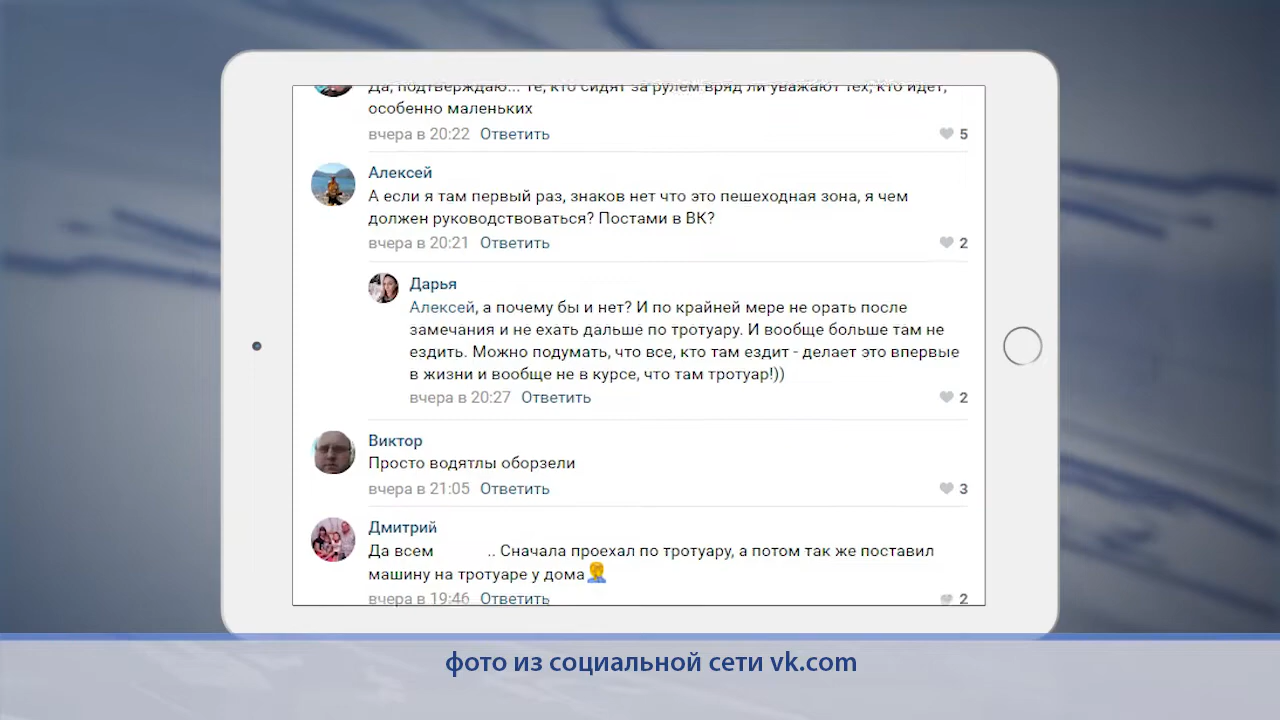 Да, подтверждаю... Те, кто сидят за рулем вряд ли уважают тех, кто идет,
особенно маленьких
вчера в 20:22 Ответить 5
Алексей
А если я там первый раз, знаков нет что это пешеходная зона, я чем
должен руководствоваться? Постами в ВК?
вчера в 20:21 Ответить 2
Дарья
Алексей, а почему бы и нет? И по крайней мере не орать после
замечания и не ехать дальше по тротуару. И вообще больше там не
ездить. Можно подумать, что все, кто там ездит - делает это впервые
в жизни и вообще не в курсе, что там тротуар!))
вчера в 20:27 Ответить 2
Виктор
Просто водятлы оборзели
вчера в 21:05 Ответить 3
Дмитрий
Да всем .. Сначала проехал по тротуару, а потом так же поставил
машину на тротуаре у дома🤦
вчера в 19:46 Ответить 2
фото из социальной сети vk.com